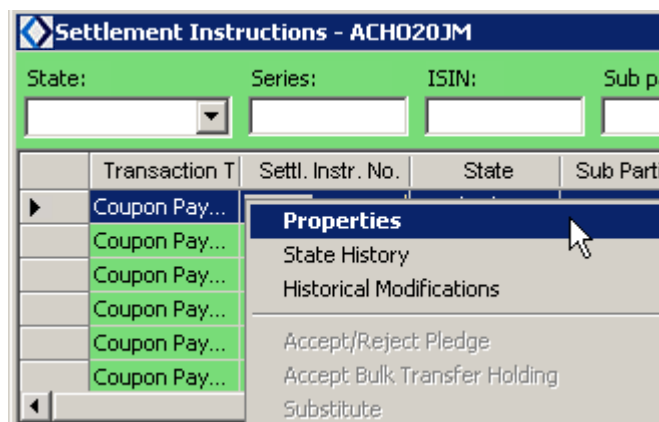 Settlement Instructions - ACHO20JM
State: Series: ISIN: Sub p
Transaction T Settl. Instr. No. State Sub Parti
Coupon Pay...
Properties
Coupon Pay...
State History
Coupon Pay...
Historical Modifications
Coupon Pay...
Coupon Pay...
Accept/Reject Pledge
Coupon Pay...
Accept Bulk Transfer Holding
Substitute